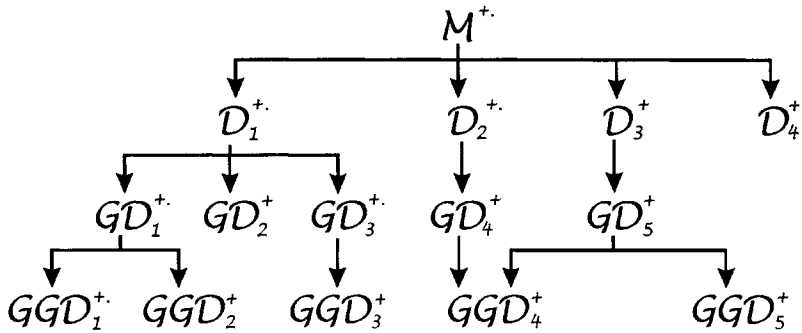 M⁺·
D₁⁺· D₂⁺· D₃⁺ D₄⁺
GD₁⁺· GD₂⁺ GD₃⁺· GD₄⁺ GD₅⁺
GGD₁⁺· GGD₂⁺ GGD₃⁺ GGD₄⁺ GGD₅⁺